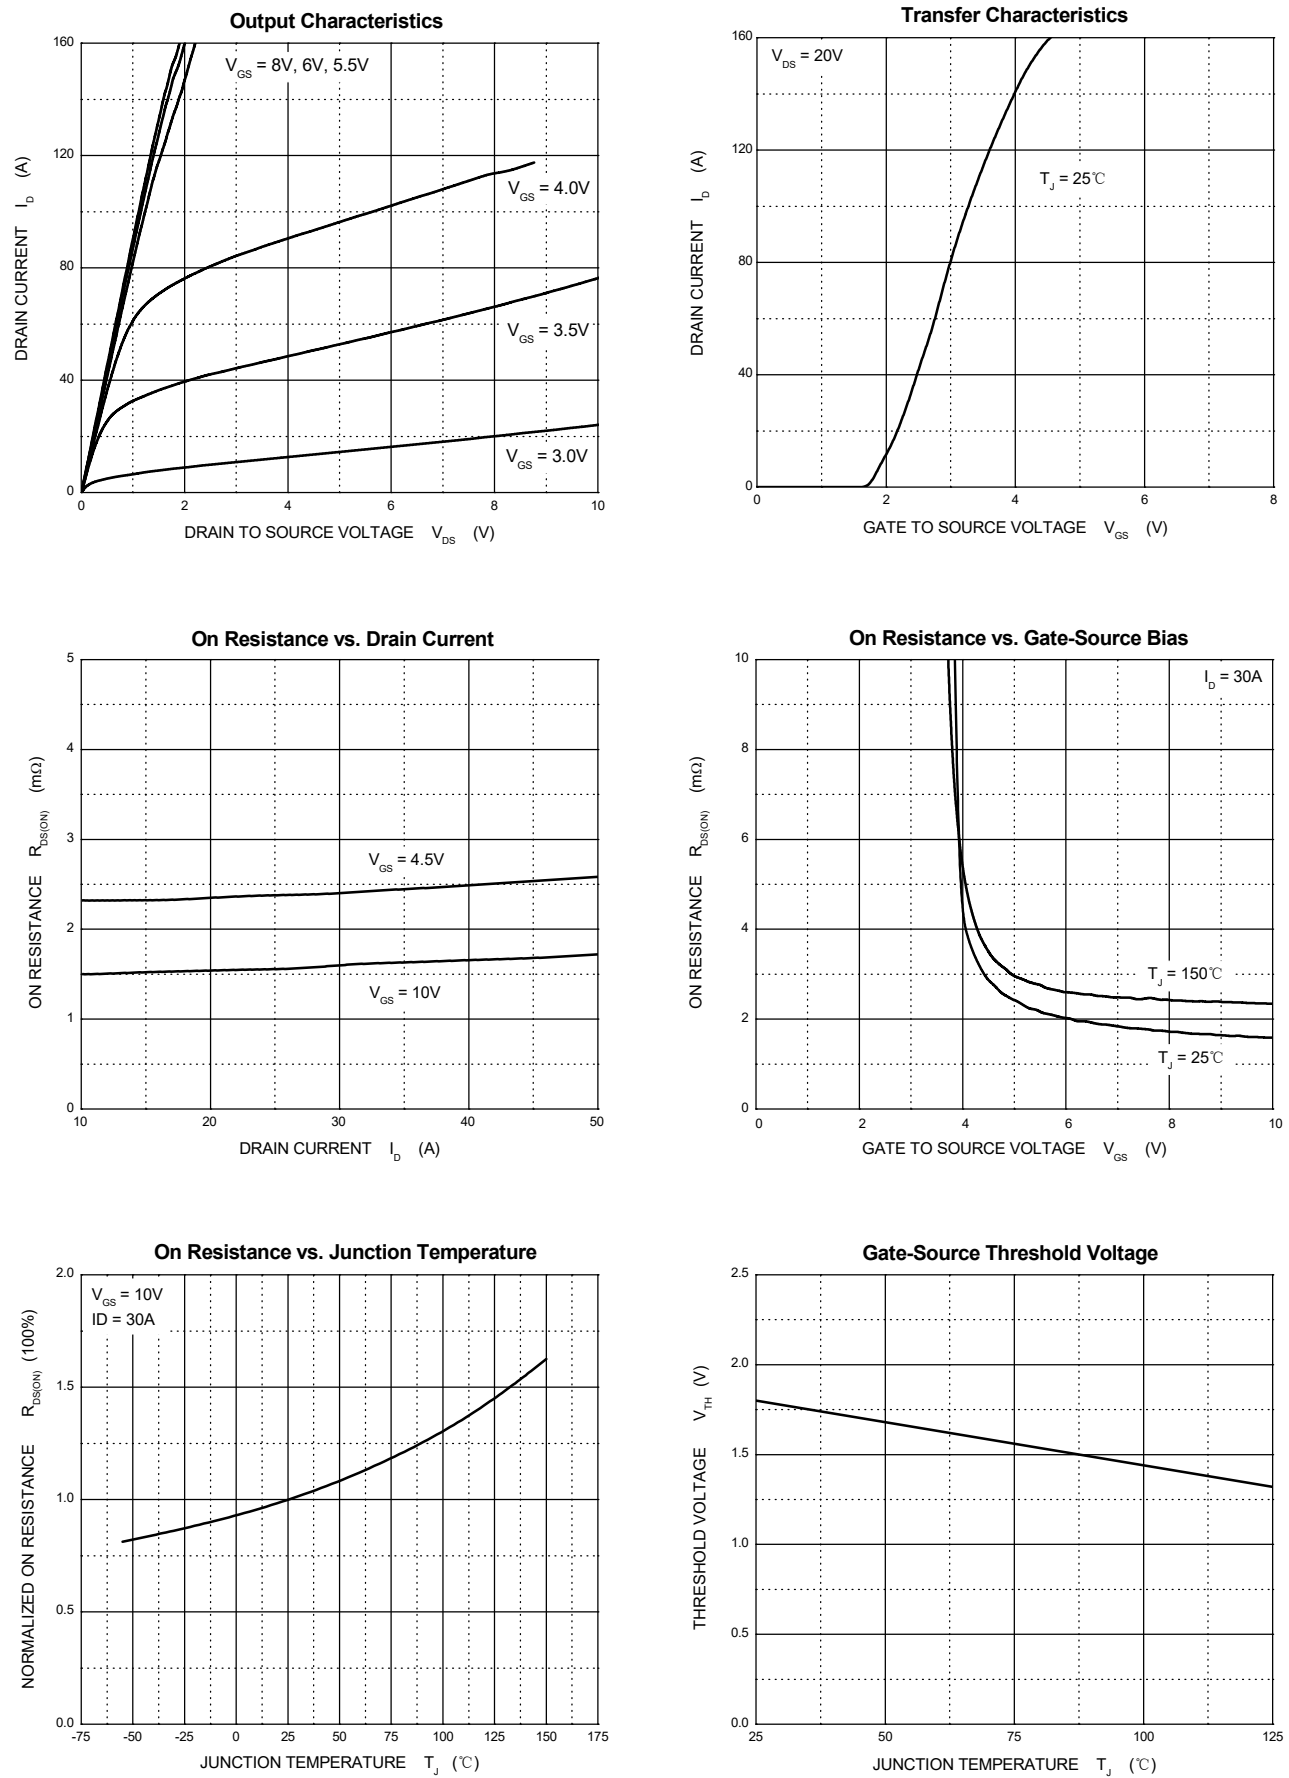 Output Characteristics
160
120
80
40
0
V_GS = 8V, 6V, 5.5V
V_GS = 4.0V
V_GS = 3.5V
V_GS = 3.0V
0 2 4 6 8 10
DRAIN CURRENT I_D (A)
DRAIN TO SOURCE VOLTAGE V_DS (V)
Transfer Characteristics
160
120
80
40
0
V_DS = 20V
T_J = 25℃
0 2 4 6 8
DRAIN CURRENT I_D (A)
GATE TO SOURCE VOLTAGE V_GS (V)
On Resistance vs. Drain Current
5
4
3
2
1
0
V_GS = 4.5V
V_GS = 10V
10 20 30 40 50
ON RESISTANCE R_DS(ON) (mΩ)
DRAIN CURRENT I_D (A)
On Resistance vs. Gate-Source Bias
10
8
6
4
2
0
I_D = 30A
T_J = 150℃
T_J = 25℃
0 2 4 6 8 10
ON RESISTANCE R_DS(ON) (mΩ)
GATE TO SOURCE VOLTAGE V_GS (V)
On Resistance vs. Junction Temperature
2.0
1.5
1.0
0.5
0.0
V_GS = 10V
ID = 30A
-75 -50 -25 0 25 50 75 100 125 150 175
NORMALIZED ON RESISTANCE R_DS(ON) (100%)
JUNCTION TEMPERATURE T_J (℃)
Gate-Source Threshold Voltage
2.5
2.0
1.5
1.0
0.5
0.0
25 50 75 100 125
THRESHOLD VOLTAGE V_TH (V)
JUNCTION TEMPERATURE T_J (℃)